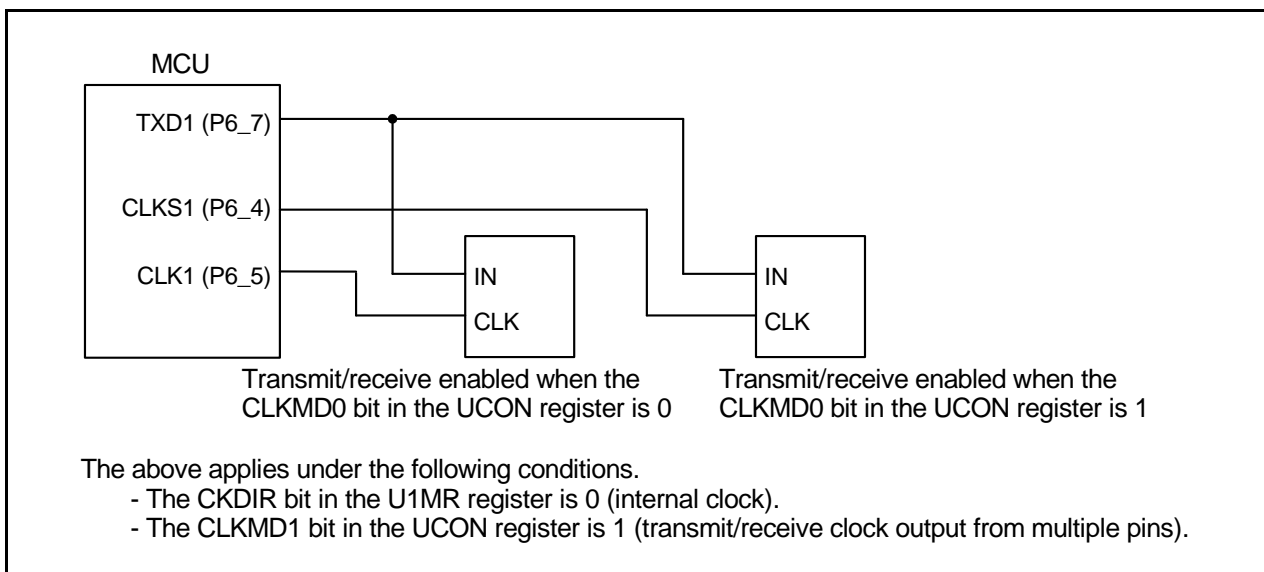 MCU
TXD1 (P6_7)
CLKS1 (P6_4)
CLK1 (P6_5)
IN
CLK
IN
CLK
Transmit/receive enabled when the
CLKMD0 bit in the UCON register is 0
Transmit/receive enabled when the
CLKMD0 bit in the UCON register is 1
The above applies under the following conditions.
- The CKDIR bit in the U1MR register is 0 (internal clock).
- The CLKMD1 bit in the UCON register is 1 (transmit/receive clock output from multiple pins).